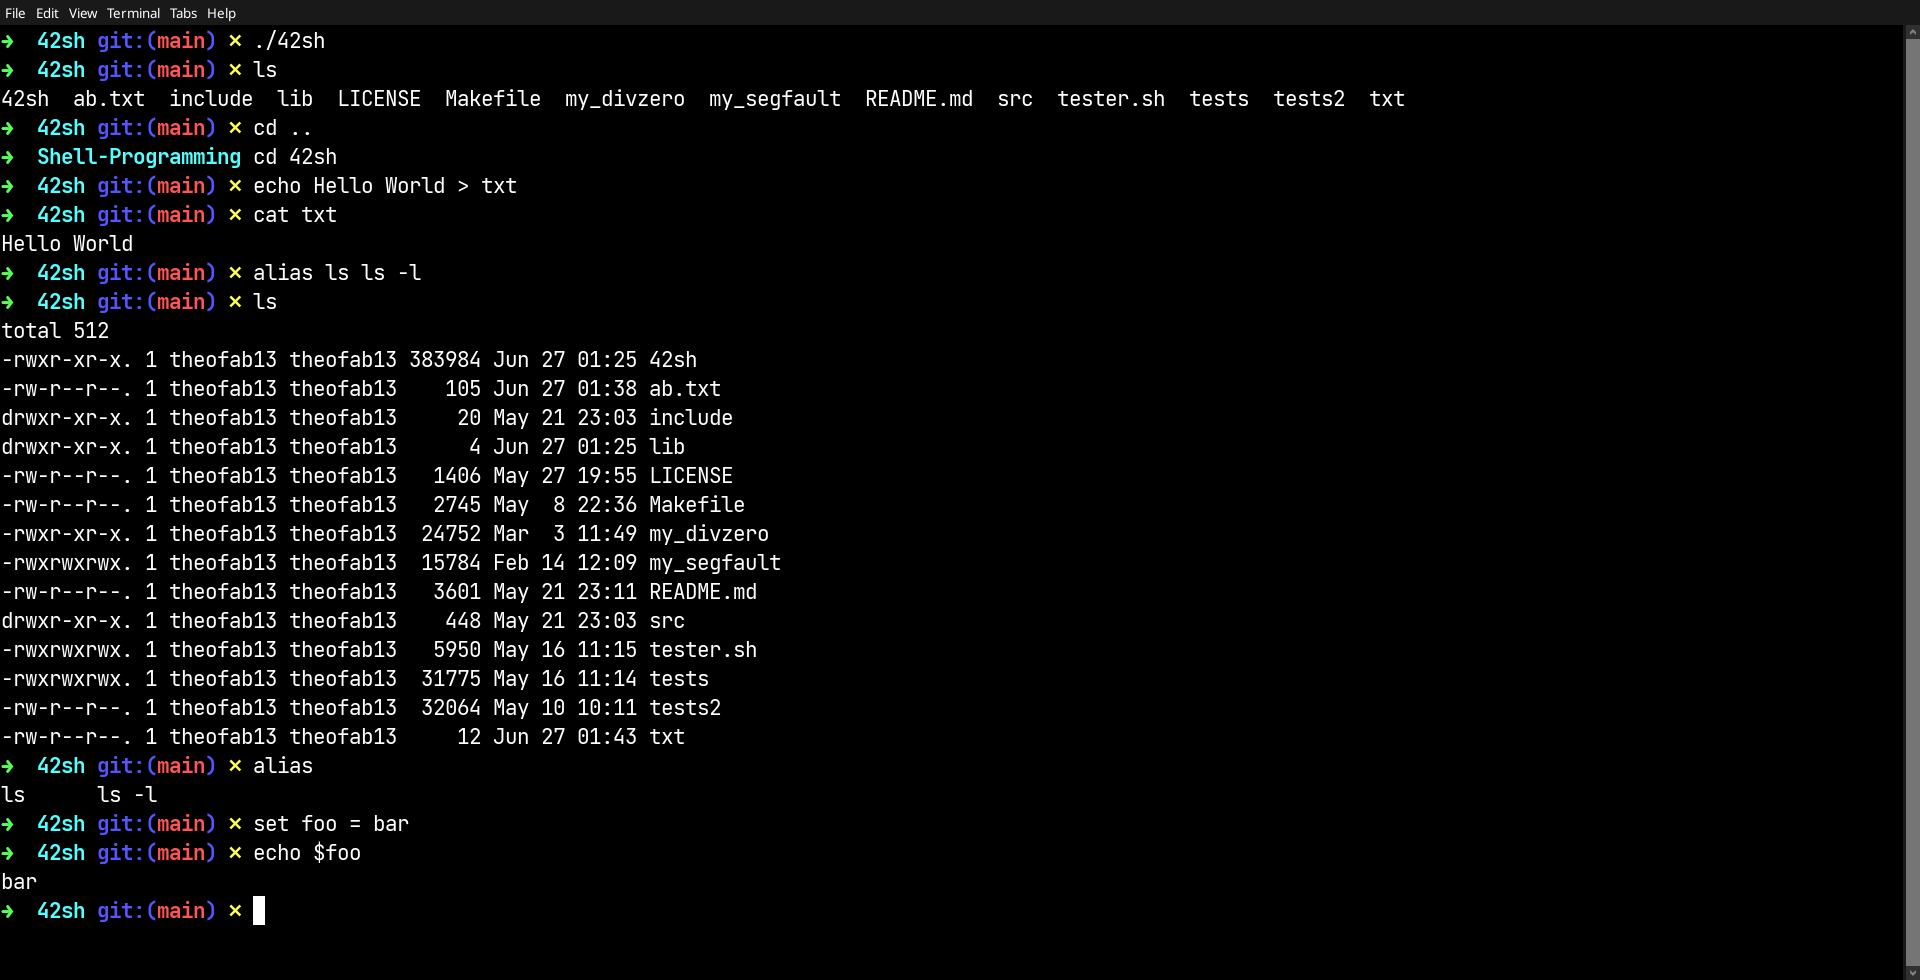 File Edit View Terminal Tabs Help
➜  42sh git:(main) × ./42sh
➜  42sh git:(main) × ls
42sh  ab.txt  include  lib  LICENSE  Makefile  my_divzero  my_segfault  README.md  src  tester.sh  tests  tests2  txt
➜  42sh git:(main) × cd ..
➜  Shell-Programming cd 42sh
➜  42sh git:(main) × echo Hello World > txt
➜  42sh git:(main) × cat txt
Hello World
➜  42sh git:(main) × alias ls ls -l
➜  42sh git:(main) × ls
total 512
-rwxr-xr-x. 1 theofab13 theofab13 383984 Jun 27 01:25 42sh
-rw-r--r--. 1 theofab13 theofab13    105 Jun 27 01:38 ab.txt
drwxr-xr-x. 1 theofab13 theofab13     20 May 21 23:03 include
drwxr-xr-x. 1 theofab13 theofab13      4 Jun 27 01:25 lib
-rw-r--r--. 1 theofab13 theofab13   1406 May 27 19:55 LICENSE
-rw-r--r--. 1 theofab13 theofab13   2745 May  8 22:36 Makefile
-rwxr-xr-x. 1 theofab13 theofab13  24752 Mar  3 11:49 my_divzero
-rwxrwxrwx. 1 theofab13 theofab13  15784 Feb 14 12:09 my_segfault
-rw-r--r--. 1 theofab13 theofab13   3601 May 21 23:11 README.md
drwxr-xr-x. 1 theofab13 theofab13    448 May 21 23:03 src
-rwxrwxrwx. 1 theofab13 theofab13   5950 May 16 11:15 tester.sh
-rwxrwxrwx. 1 theofab13 theofab13  31775 May 16 11:14 tests
-rw-r--r--. 1 theofab13 theofab13  32064 May 10 10:11 tests2
-rw-r--r--. 1 theofab13 theofab13     12 Jun 27 01:43 txt
➜  42sh git:(main) × alias
ls      ls -l
➜  42sh git:(main) × set foo = bar
➜  42sh git:(main) × echo $foo
bar
➜  42sh git:(main) ×